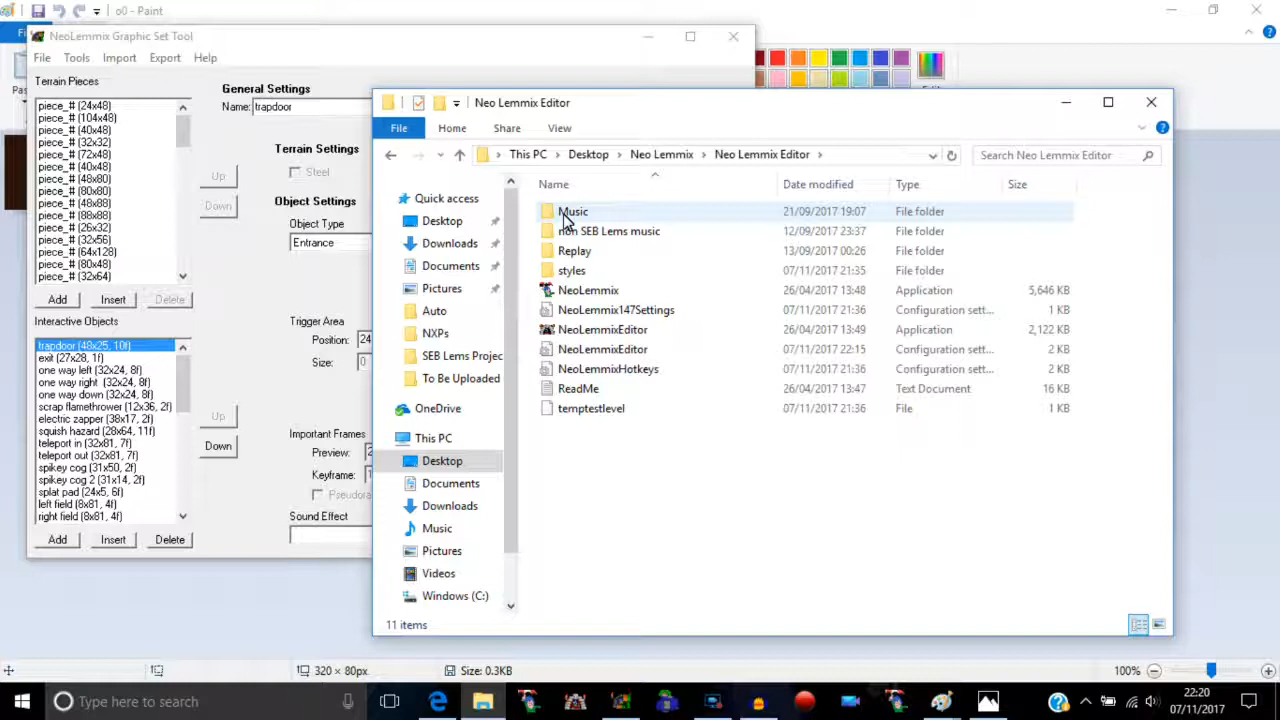 o0 - Paint
NeoLemmix Graphic Set Tool
File Tools Import Export Help
Terrain Pieces
piece_# (24x48)
piece_# (104x48)
piece_# (40x48)
piece_# (32x32)
piece_# (72x48)
piece_# (40x48)
piece_# (48x80)
piece_# (80x80)
piece_# (48x88)
piece_# (88x88)
piece_# (26x32)
piece_# (32x56)
piece_# (64x128)
piece_# (80x48)
piece_# (32x64)
Add Insert Delete
Up
Down
General Settings
Name: trapdoor
Terrain Settings
Steel
Object Settings
Object Type
Entrance
Trigger Area
Position: 24
Size: 0
Important Frames
Preview: 2
Keyframe: 1
Sound Effect
Interactive Objects
trapdoor (48x25, 10f)
exit (27x28, 1f)
one way left (32x24, 8f)
one way right (32x24, 8f)
one way down (32x24, 8f)
scrap flamethrower (12x36, 2f)
electric zapper (38x17, 2f)
squish hazard (28x64, 11f)
teleport in (32x81, 7f)
teleport out (32x81, 7f)
spikey cog (31x50, 2f)
spikey cog 2 (31x14, 2f)
splat pad (24x5, 6f)
left field (8x81, 4f)
right field (8x81, 4f)
Up
Down
Add Insert Delete
Neo Lemmix Editor
File Home Share View
This PC Desktop Neo Lemmix Neo Lemmix Editor
Search Neo Lemmix Editor
Quick access
Desktop
Downloads
Documents
Pictures
Auto
NXPs
SEB Lems Projec
To Be Uploaded
OneDrive
This PC
Desktop
Documents
Downloads
Music
Pictures
Videos
Windows (C:)
Name Date modified Type Size
Music 21/09/2017 19:07 File folder
non SEB Lems music 12/09/2017 23:37 File folder
Replay 13/09/2017 00:26 File folder
styles 07/11/2017 21:35 File folder
NeoLemmix 26/04/2017 13:48 Application 5,646 KB
NeoLemmix147Settings 07/11/2017 21:36 Configuration sett... 1 KB
NeoLemmixEditor 26/04/2017 13:49 Application 2,122 KB
NeoLemmixEditor 07/11/2017 22:15 Configuration sett... 2 KB
NeoLemmixHotkeys 07/11/2017 21:36 Configuration sett... 2 KB
ReadMe 26/04/2017 13:47 Text Document 16 KB
temptestlevel 07/11/2017 21:36 File 1 KB
11 items
320 × 80px Size: 0.3KB 100%
Type here to search
22:20
07/11/2017